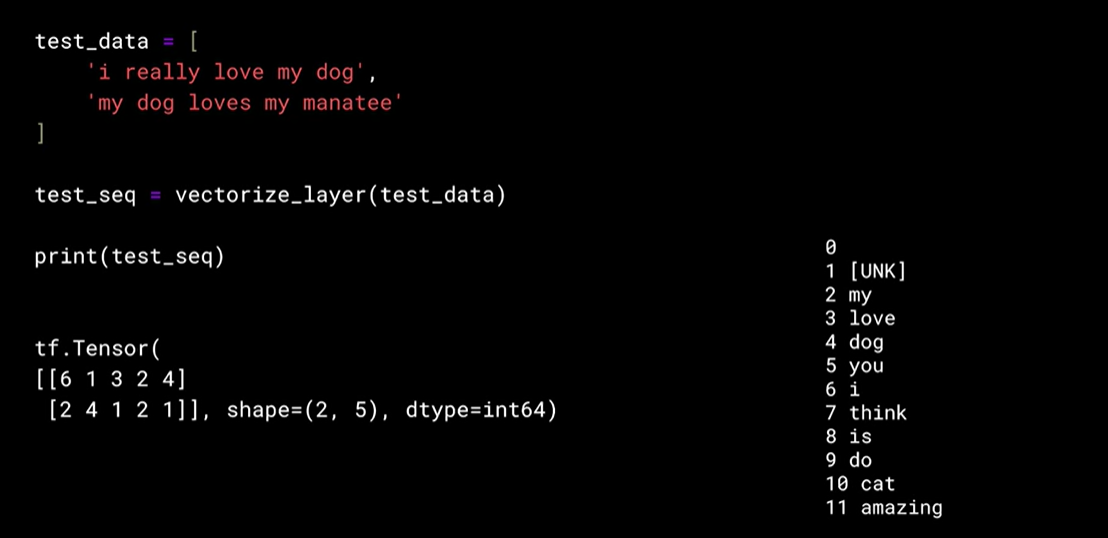 test_data = [
    'i really love my dog',
    'my dog loves my manatee'
]
test_seq = vectorize_layer(test_data)
print(test_seq)
tf.Tensor(
[[6 1 3 2 4]
 [2 4 1 2 1]], shape=(2, 5), dtype=int64)
0
1 [UNK]
2 my
3 love
4 dog
5 you
6 i
7 think
8 is
9 do
10 cat
11 amazing